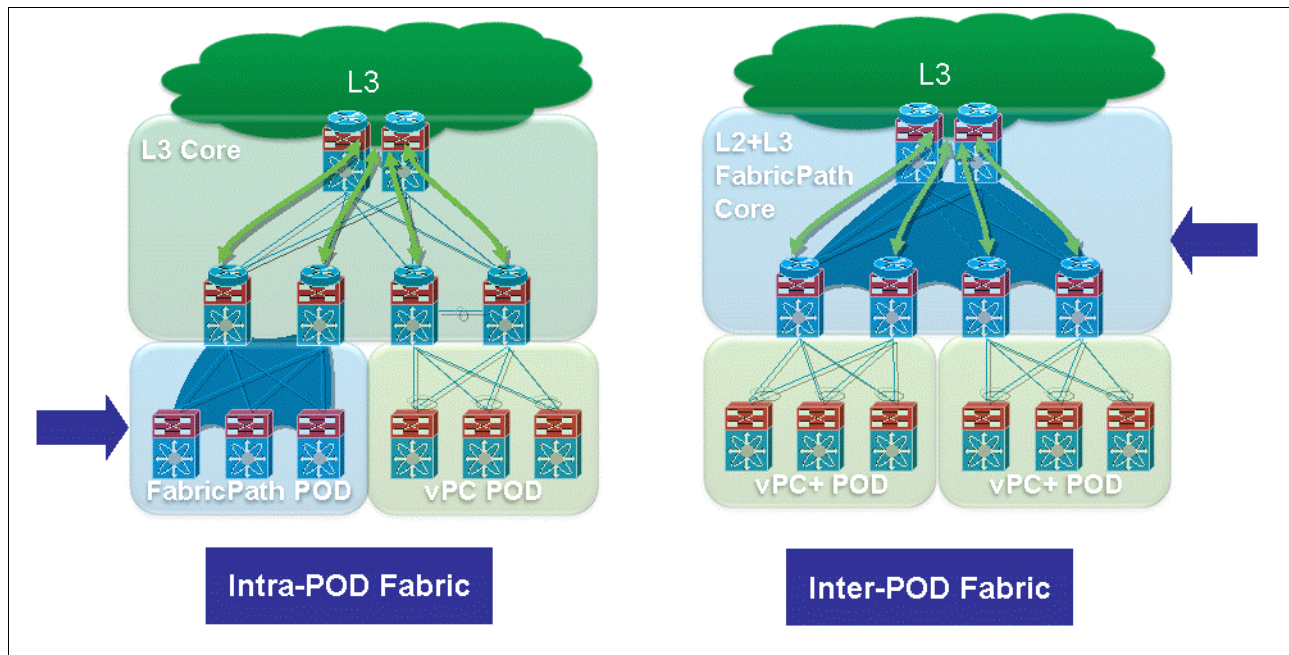 L3
L3 Core
FabricPath POD
vPC POD
Intra-POD Fabric
L3
L2+L3
FabricPath
Core
vPC+ POD
vPC+ POD
Inter-POD Fabric